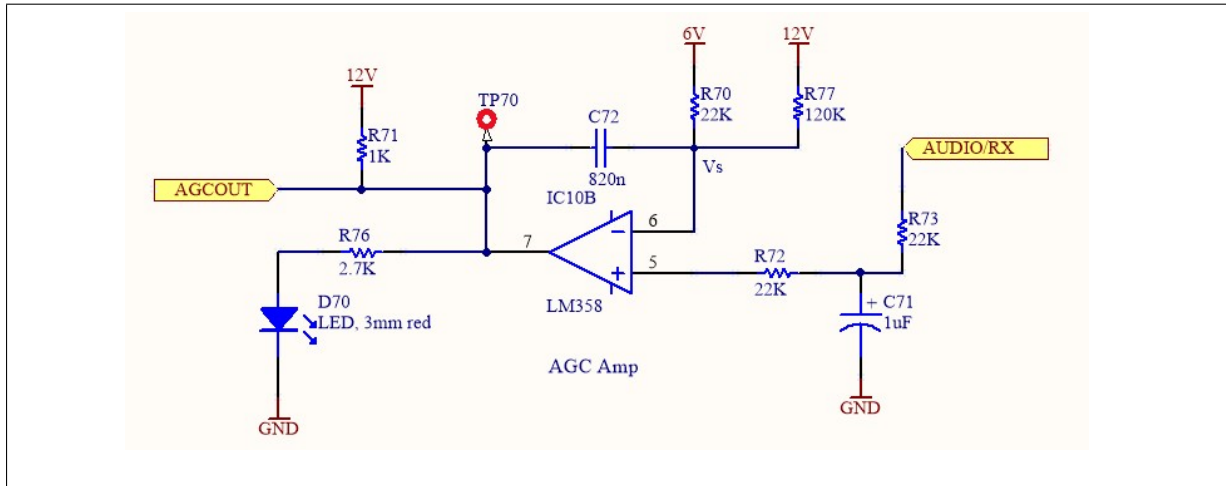 6V
12V
12V
TP70
R70
22K
R77
120K
C72
R71
1K
AUDIO/RX
820n
Vs
AGCOUT
IC10B
R73
22K
R76
2.7K
7
6
5
R72
22K
D70
LED, 3mm red
LM358
+ C71
1uF
AGC Amp
GND
GND